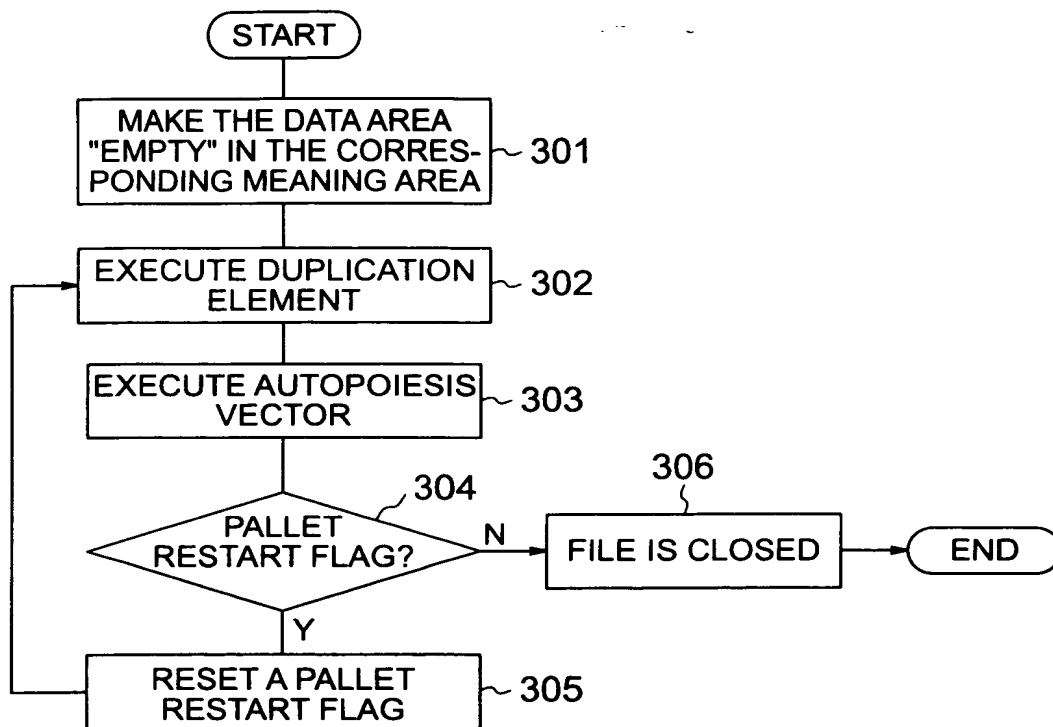 START
MAKE THE DATA AREA
"EMPTY" IN THE CORRES-
PONDING MEANING AREA
301
EXECUTE DUPLICATION
ELEMENT
302
EXECUTE AUTOPOIESIS
VECTOR
303
304
PALLET
RESTART FLAG?
N
306
FILE IS CLOSED
END
Y
RESET A PALLET
RESTART FLAG
305